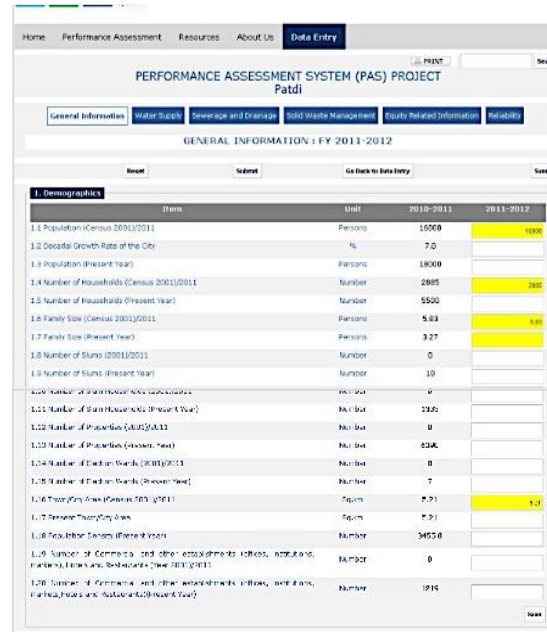 Home Performance Assessment Resources About Us Data Entry
PRINT
PERFORMANCE ASSESSMENT SYSTEM (PAS) PROJECT
Patdi
General Information Water Supply Sewerage and Drainage Solid Waste Management Equity Related Information Reliability
GENERAL INFORMATION : FY 2011-2012
Reset Submit Go Back to Data Entry
1. Demographics
Item Unit 2010-2011 2011-2012
1.1 Population (Census 2001)/2011 Persons 16800
1.2 Decadal Growth Rate of the City % 7.0
1.3 Population (Present Year) Persons 18000
1.4 Number of Households (Census 2001)/2011 Number 2885 2885
1.5 Number of Households (Present Year) Number 5500
1.6 Family Size (Census 2001)/2011 Persons 5.83 5.83
1.7 Family Size (Present Year) Persons 3.27
1.8 Number of Slums (2001)/2011 Number 0
1.9 Number of Slums (Present Year) Number 10
1.11 Number of Slum Households (Present Year) Number
1.12 Number of Properties (2001)/2011 Number 0
1.13 Number of Properties (Present Year) Number
1.14 Number of Election Wards (2001)/2011 Number 0
1.15 Number of Election Wards (Present Year) Number 7
1.16 Town/City Area (Census 2001)/2011 Sq.km 5.21 5.21
1.17 Present Town/City Area Sq.km 5.21
1.18 Population Density (Present Year) Number 3455.0
1.19 Number of Commercial and other establishments (offices, institutions,
markets), Hotels and Restaurants (Year 2001)/2011 Number 0
1.20 Number of Commercial and other establishments (offices, institutions,
markets,Hotels and Restaurants)(Present Year) Number 1216
Save